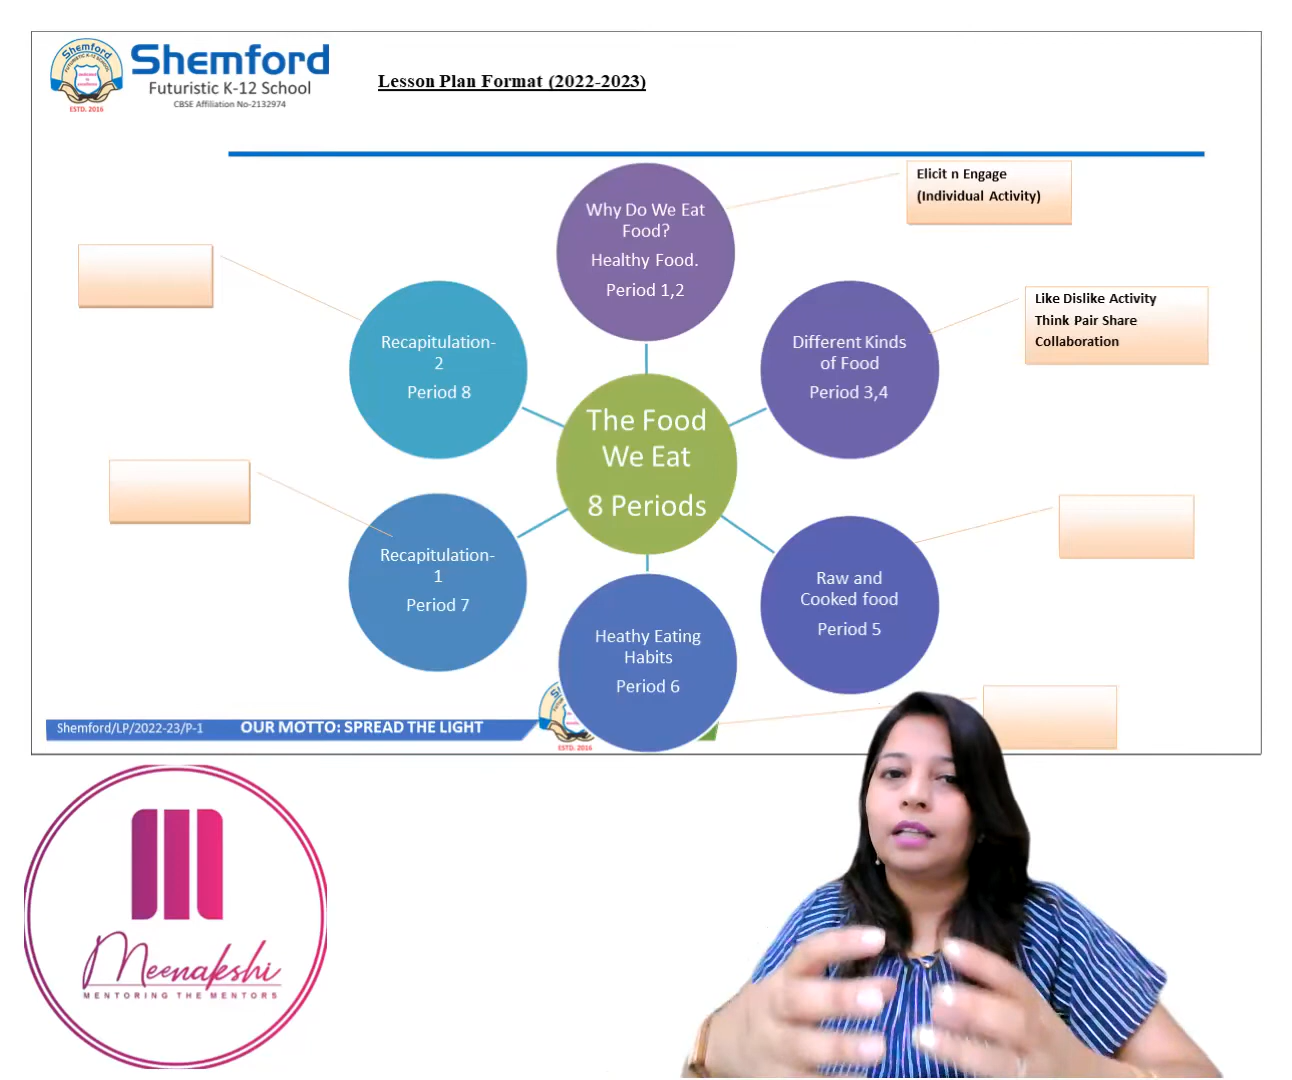 Shemford
FUTURISTIC K-12 SCHOOL
ESTD. 2016
Shemford
Futuristic K-12 School
CBSE Affiliation No-2132974
Lesson Plan Format (2022-2023)
Why Do We Eat
Food?
Healthy Food.
Period 1,2
Elicit n Engage
(Individual Activity)
Different Kinds
of Food
Period 3,4
Like Dislike Activity
Think Pair Share
Collaboration
Recapitulation-
2
Period 8
The Food
We Eat
8 Periods
Recapitulation-
1
Period 7
Raw and
Cooked food
Period 5
Heathy Eating
Habits
Period 6
Shemford/LP/2022-23/P-1
OUR MOTTO: SPREAD THE LIGHT
ESTD. 2016
Meenakshi
MENTORING THE MENTORS